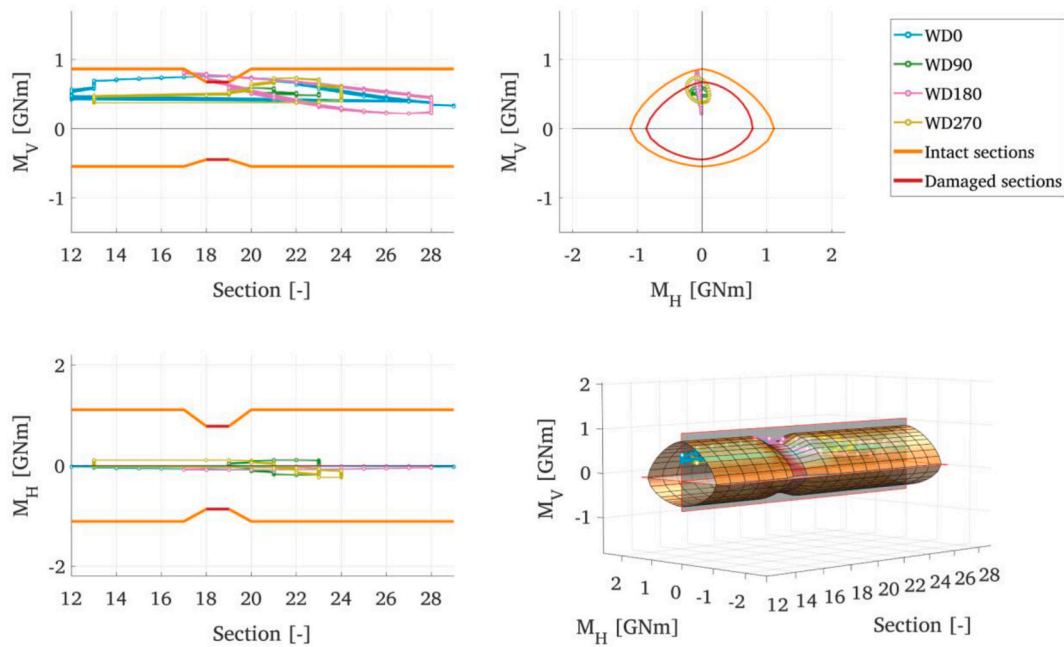 1
0
-1
M_V [GNm]
12 14 16 18 20 22 24 26 28
Section [-]
1
0
-1
M_V [GNm]
-2 -1 0 1 2
M_H [GNm]
WD0
WD90
WD180
WD270
Intact sections
Damaged sections
2
0
-2
M_H [GNm]
12 14 16 18 20 22 24 26 28
Section [-]
2
1
0
-1
M_V [GNm]
2 1 0 -1 -2
M_H [GNm]
12 14 16 18 20 22 24 26 28
Section [-]